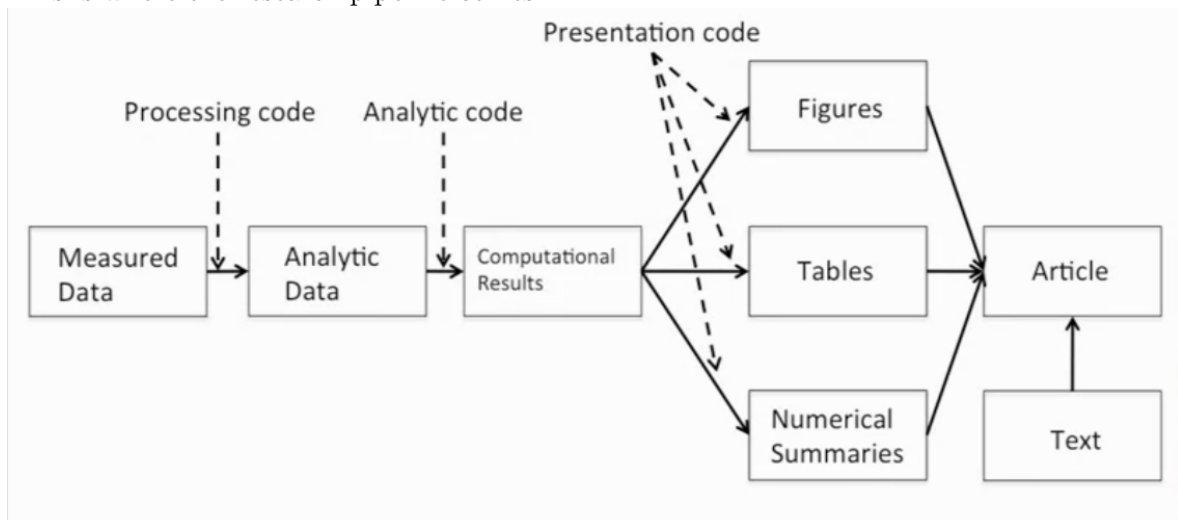 Presentation code
Processing code
Analytic code
Figures
Measured
Data
Analytic
Data
Computational
Results
Tables
Article
Numerical
Summaries
Text